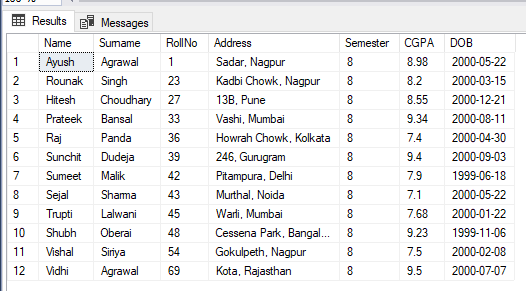 Results Messages
Name Surname RollNo Address Semester CGPA DOB
1 Ayush Agrawal 1 Sadar, Nagpur 8 8.98 2000-05-22
2 Rounak Singh 23 Kadbi Chowk, Nagpur 8 8.2 2000-03-15
3 Hitesh Choudhary 27 13B, Pune 8 8.55 2000-12-21
4 Prateek Bansal 33 Vashi, Mumbai 8 9.34 2000-08-11
5 Raj Panda 36 Howrah Chowk, Kolkata 8 7.4 2000-04-30
6 Sunchit Dudeja 39 246, Gurugram 8 9.4 2000-09-03
7 Sumeet Malik 42 Pitampura, Delhi 8 7.9 1999-06-18
8 Sejal Sharma 43 Murthal, Noida 8 7.1 2000-05-22
9 Trupti Lalwani 45 Warli, Mumbai 8 7.68 2000-01-22
10 Shubh Oberai 48 Cessena Park, Bangal... 8 9.23 1999-11-06
11 Vishal Siriya 54 Gokulpeth, Nagpur 8 7.5 2000-02-08
12 Vidhi Agrawal 69 Kota, Rajasthan 8 9.5 2000-07-07